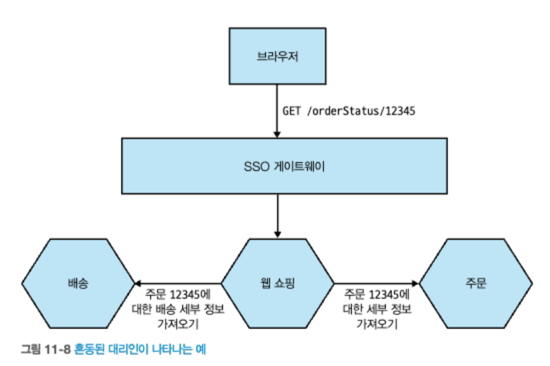 브라우저
GET /orderStatus/12345
SSO 게이트웨이
배송
주문 12345에
대한 배송 세부 정보
가져오기
웹 쇼핑
주문 12345에
대한 세부 정보
가져오기
주문
그림 11-8 혼동된 대리인이 나타나는 예